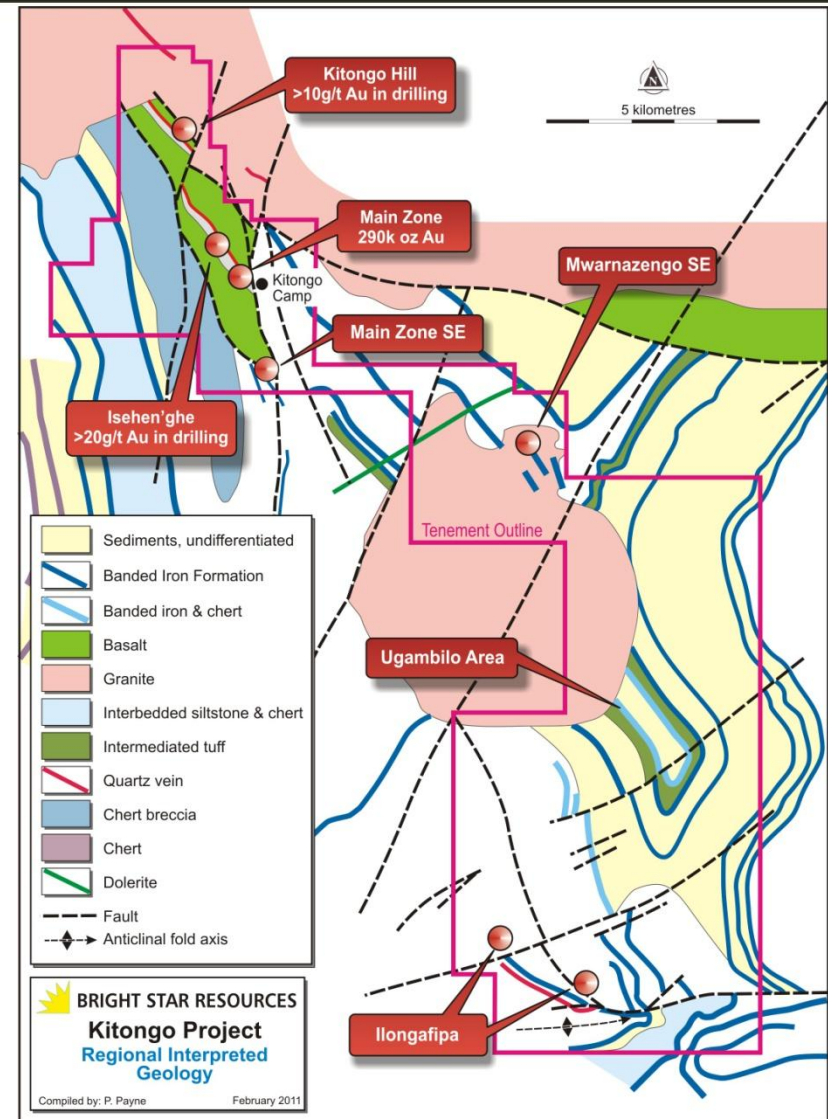 Kitongo Hill
>10g/t Au in drilling
N
5 kilometres
Main Zone
290k oz Au
Mwarnazengo SE
Kitongo
Camp
Main Zone SE
Isehen’ghe
>20g/t Au in drilling
Tenement Outline
Ugambilo Area
Sediments, undifferentiated
Banded Iron Formation
Banded iron & chert
Basalt
Granite
Interbedded siltstone & chert
Intermediated tuff
Quartz vein
Chert breccia
Chert
Dolerite
Fault
Anticlinal fold axis
Ilongafipa
BRIGHT STAR RESOURCES
Kitongo Project
Regional Interpreted
Geology
Compiled by: P. Payne February 2011